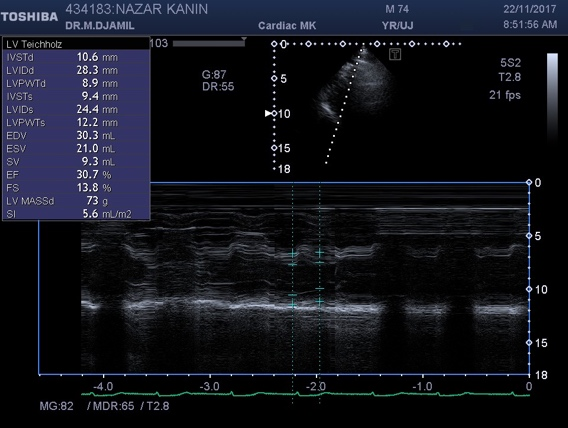 TOSHIBA
434183:NAZAR KANIN
M 74
22/11/2017
DR.M.DJAMIL
Cardiac MK
YR/UJ
8:51:56 AM
LV Teichholz
IVSTd 10.6 mm
LVIDd 28.3 mm
LVPWTd 8.9 mm
IVSTs 9.4 mm
LVIDs 24.4 mm
LVPWTs 12.2 mm
EDV 30.3 mL
ESV 21.0 mL
SV 9.3 mL
EF 30.7 %
FS 13.8 %
LV MASSd 73 g
SI 5.6 mL/m2
103
G:87
DR:55
0
5
10
15
18
T
5S2
T2.8
21 fps
0
5
10
15
18
-4.0 -3.0 -2.0 -1.0 0
MG:82 /MDR:65 /T2.8